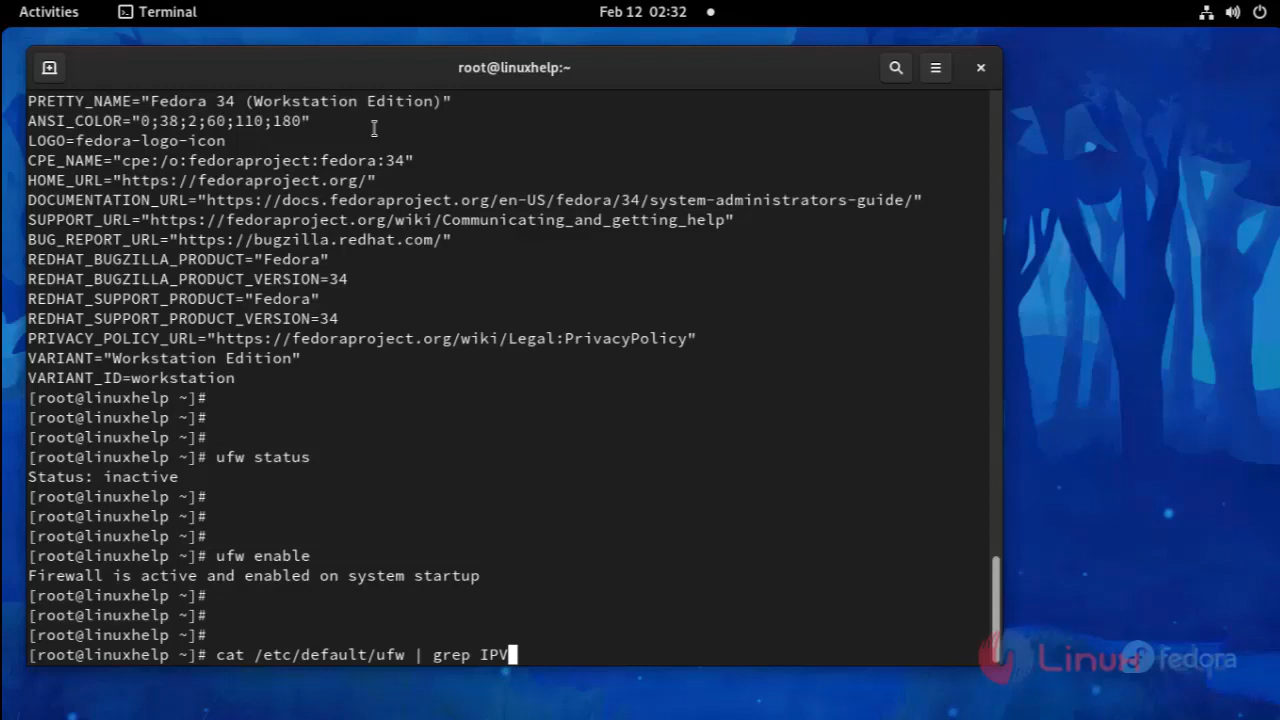 Activities Terminal Feb 12 02:32
root@linuxhelp:~
PRETTY_NAME="Fedora 34 (Workstation Edition)"
ANSI_COLOR="0;38;2;60;110;180"
LOGO=fedora-logo-icon
CPE_NAME="cpe:/o:fedoraproject:fedora:34"
HOME_URL="https://fedoraproject.org/"
DOCUMENTATION_URL="https://docs.fedoraproject.org/en-US/fedora/34/system-administrators-guide/"
SUPPORT_URL="https://fedoraproject.org/wiki/Communicating_and_getting_help"
BUG_REPORT_URL="https://bugzilla.redhat.com/"
REDHAT_BUGZILLA_PRODUCT="Fedora"
REDHAT_BUGZILLA_PRODUCT_VERSION=34
REDHAT_SUPPORT_PRODUCT="Fedora"
REDHAT_SUPPORT_PRODUCT_VERSION=34
PRIVACY_POLICY_URL="https://fedoraproject.org/wiki/Legal:PrivacyPolicy"
VARIANT="Workstation Edition"
VARIANT_ID=workstation
[root@linuxhelp ~]#
[root@linuxhelp ~]#
[root@linuxhelp ~]#
[root@linuxhelp ~]# ufw status
Status: inactive
[root@linuxhelp ~]#
[root@linuxhelp ~]#
[root@linuxhelp ~]#
[root@linuxhelp ~]# ufw enable
Firewall is active and enabled on system startup
[root@linuxhelp ~]#
[root@linuxhelp ~]#
[root@linuxhelp ~]#
[root@linuxhelp ~]# cat /etc/default/ufw | grep IPV
fedora